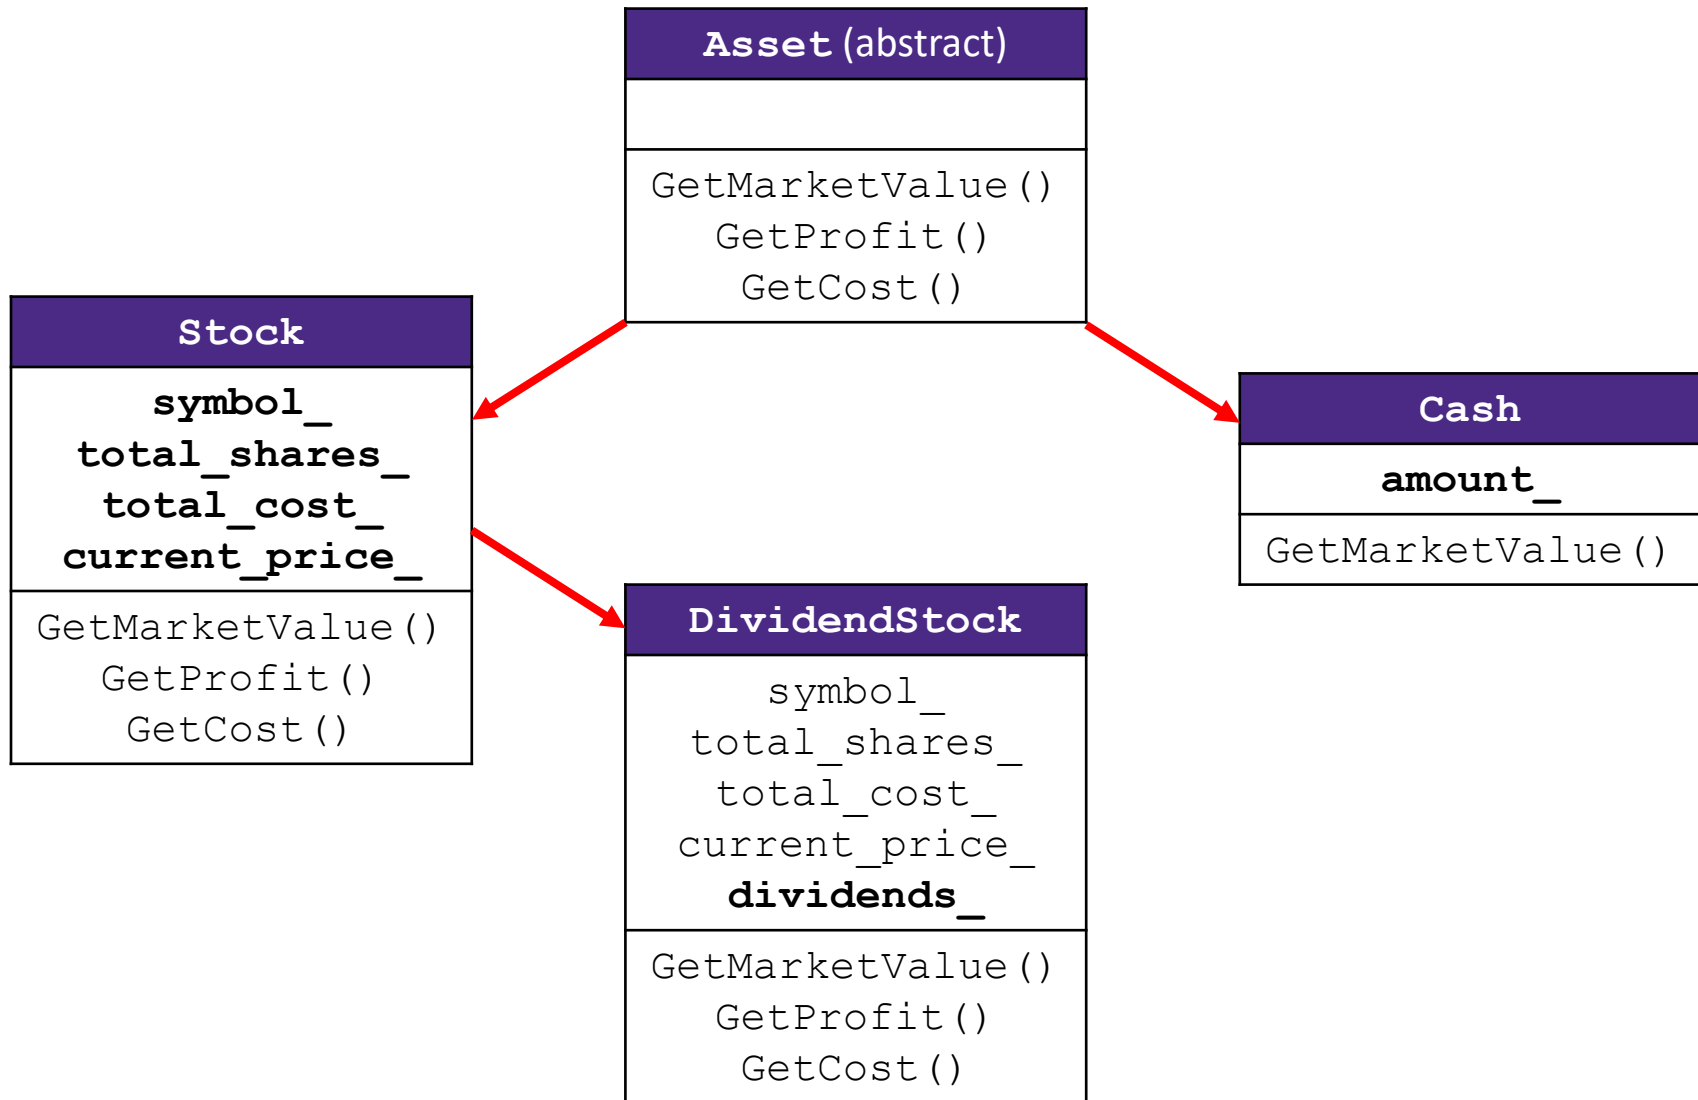 Asset (abstract)
GetMarketValue()
GetProfit()
GetCost()
Stock
symbol_
total_shares_
total_cost_
current_price_
GetMarketValue()
GetProfit()
GetCost()
Cash
amount_
GetMarketValue()
DividendStock
symbol_
total_shares_
total_cost_
current_price_
dividends_
GetMarketValue()
GetProfit()
GetCost()